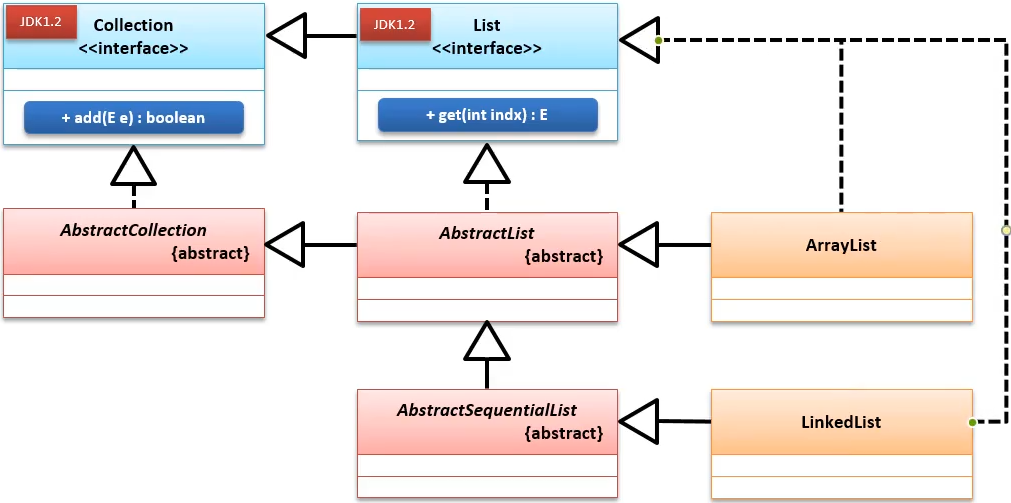 JDK1.2
Collection
<<interface>>
+ add(E e) : boolean
JDK1.2
List
<<interface>>
+ get(int indx) : E
AbstractCollection
{abstract}
AbstractList
{abstract}
ArrayList
AbstractSequentialList
{abstract}
LinkedList